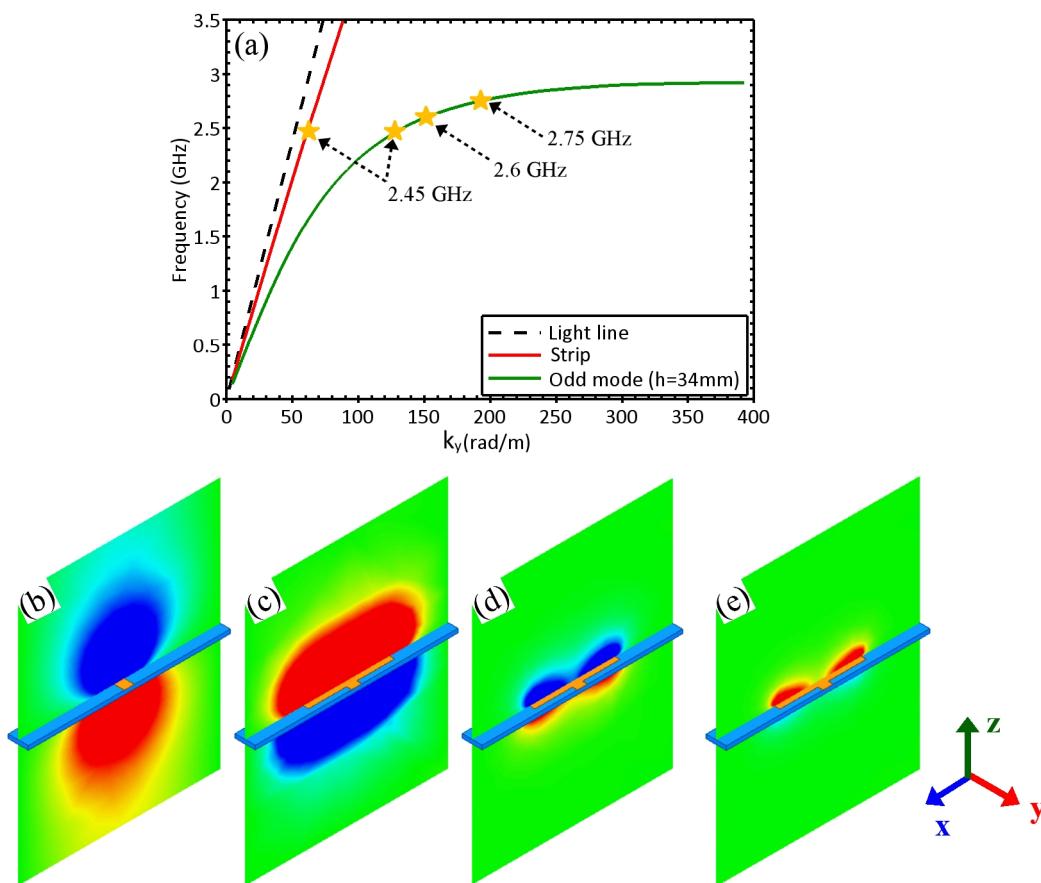 (a)
3.5
3
2.5
2
1.5
1
0.5
0
Frequency (GHz)
2.75 GHz
2.6 GHz
2.45 GHz
Light line
Strip
Odd mode (h=34mm)
0 50 100 150 200 250 300 350 400
ky(rad/m)
(b) (c) (d) (e)
z
x
y